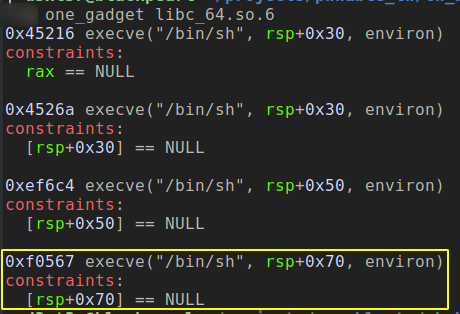 one_gadget libc_64.so.6
0x45216 execve("/bin/sh", rsp+0x30, environ)
constraints:
rax == NULL
0x4526a execve("/bin/sh", rsp+0x30, environ)
constraints:
[rsp+0x30] == NULL
0xef6c4 execve("/bin/sh", rsp+0x50, environ)
constraints:
[rsp+0x50] == NULL
0xf0567 execve("/bin/sh", rsp+0x70, environ)
constraints:
[rsp+0x70] == NULL